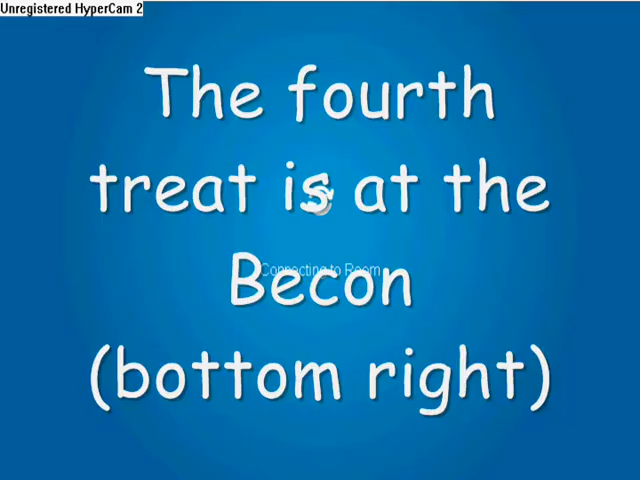 Unregistered HyperCam 2
The fourth
treat is at the
Connecting to Room
Becon
(bottom right)